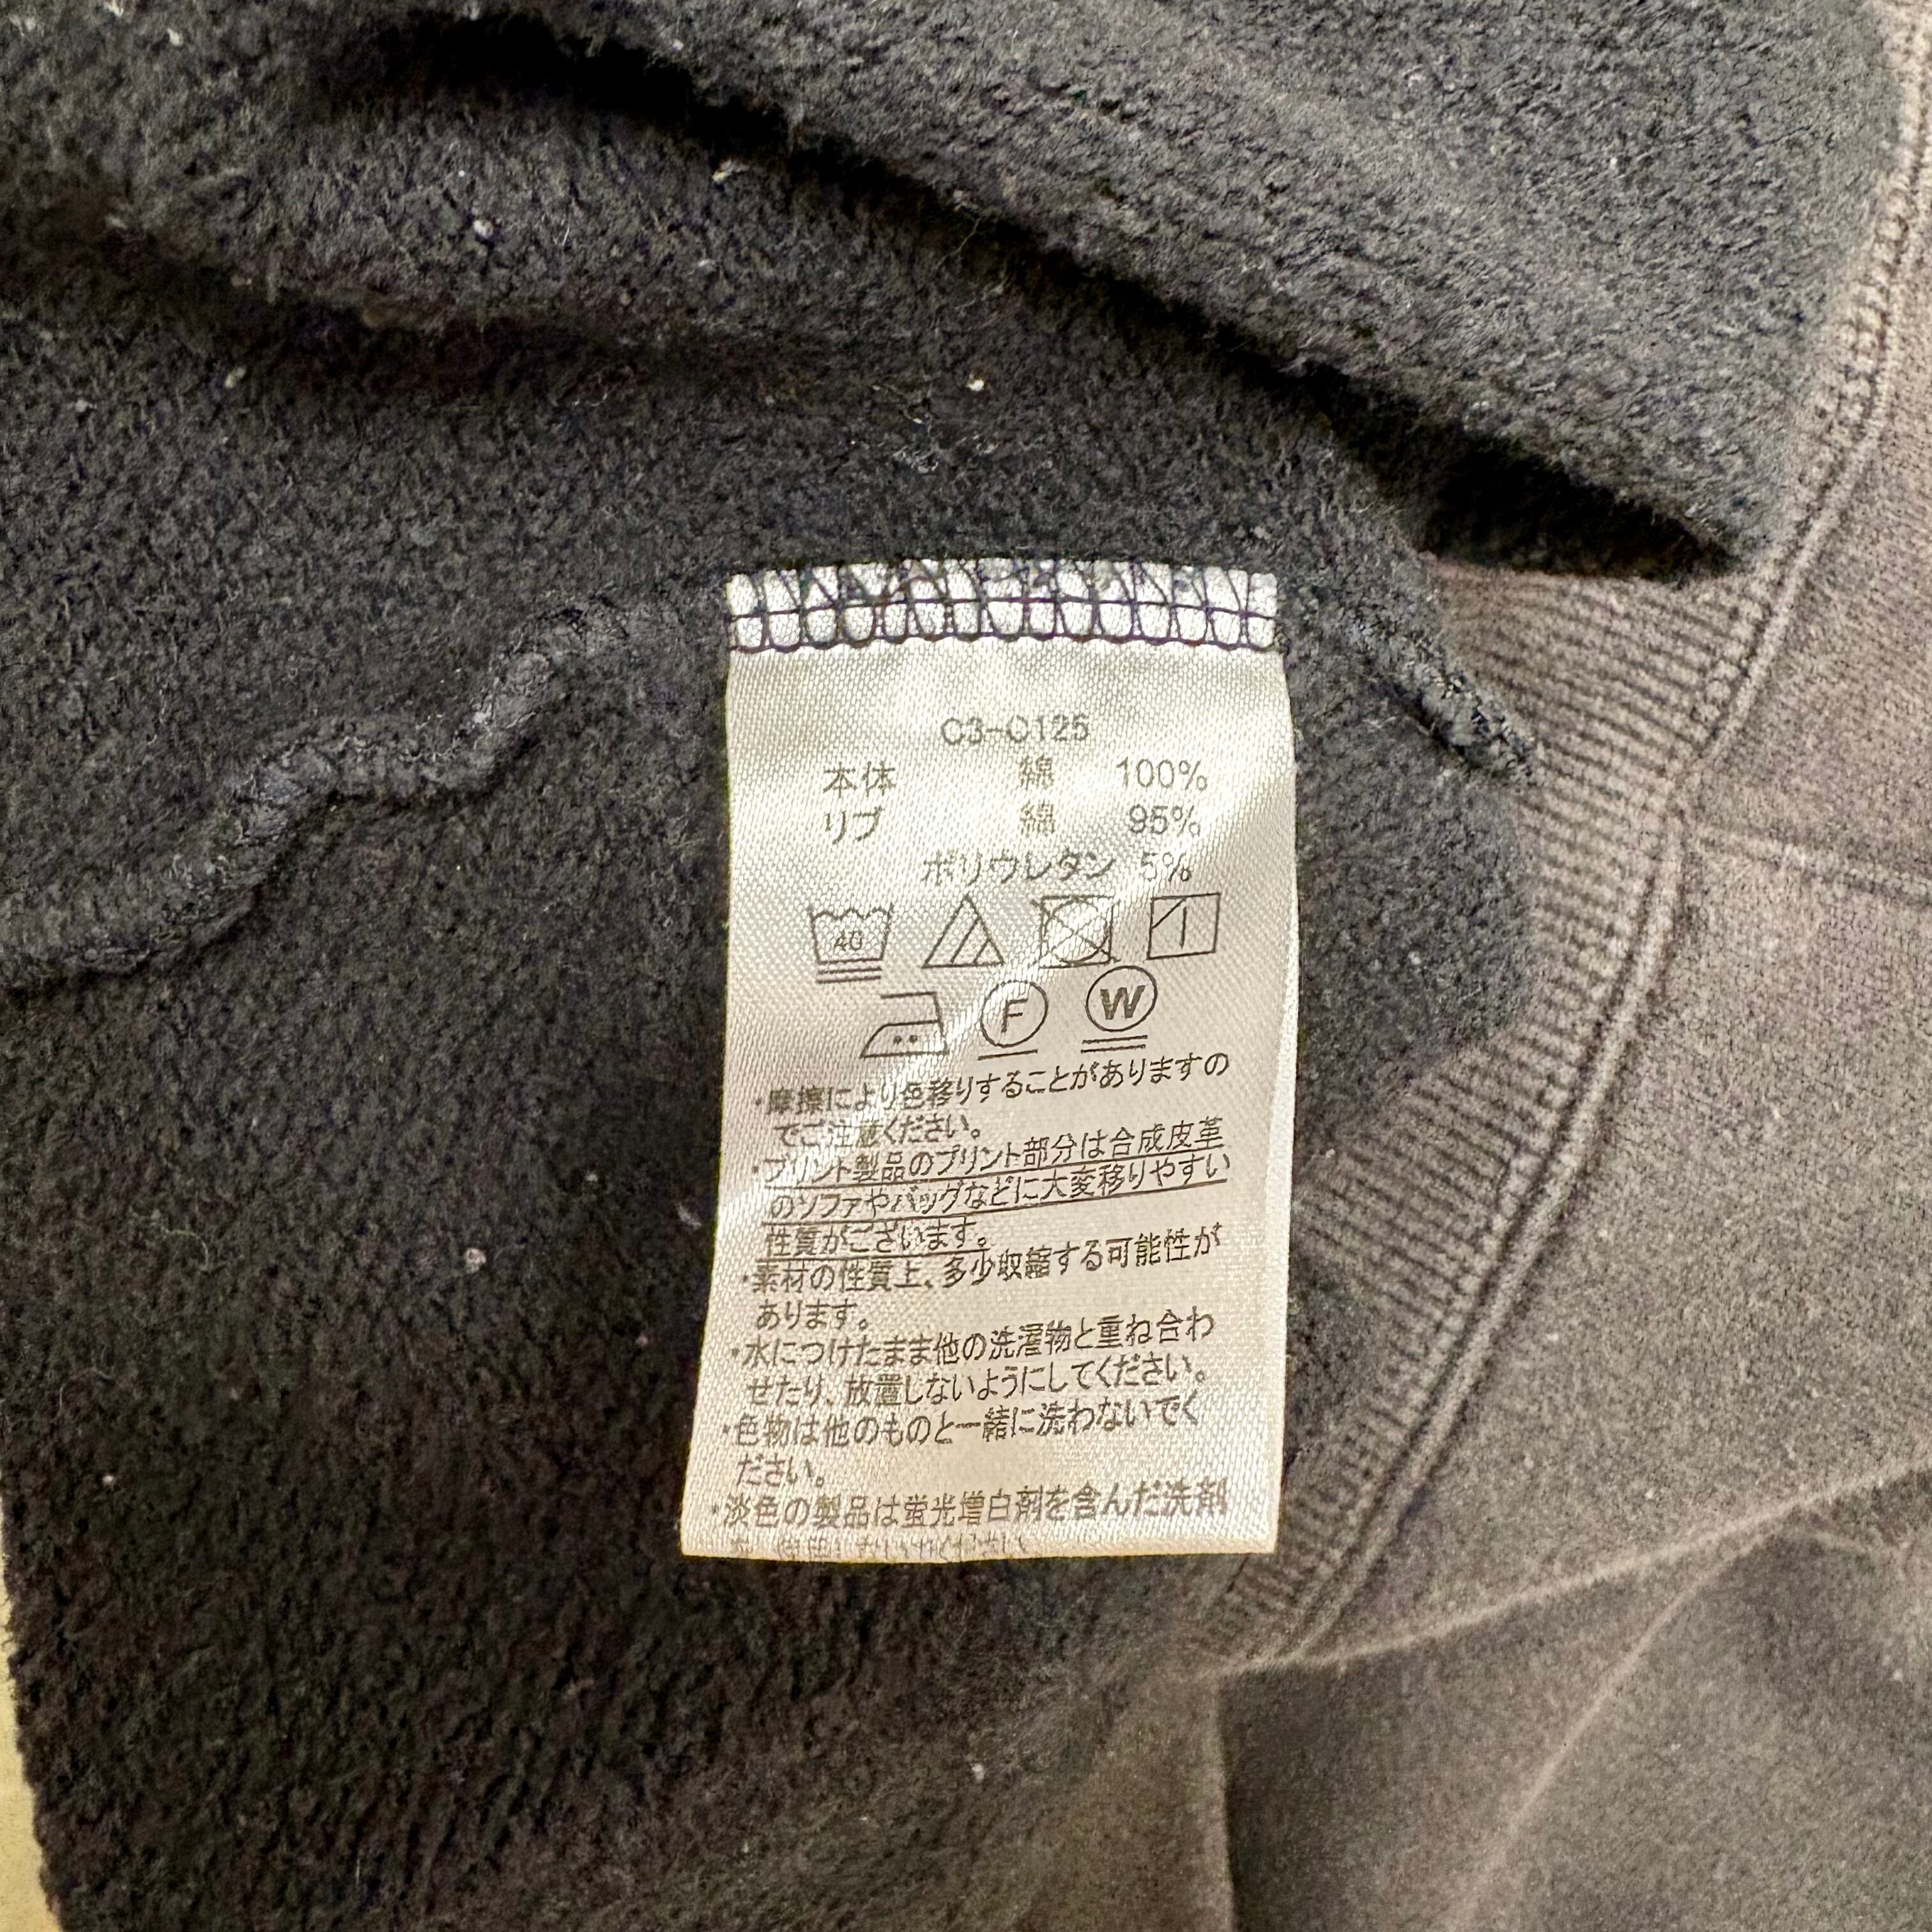 C3-C125
本体 綿 100%
リブ 綿 95%
ポリウレタン 5%
40
F W
・摩擦により色移りすることがありますの
でご注意ください。
・プリント製品のプリント部分は合成皮革
のソファやバッグなどに大変移りやすい
性質がございます。
・素材の性質上、多少収縮する可能性が
あります。
・水につけたまま他の洗濯物と重ね合わ
せたり、放置しないようにしてください。
・色物は他のものと一緒に洗わないでく
ださい。
・淡色の製品は蛍光増白剤を含んだ洗剤